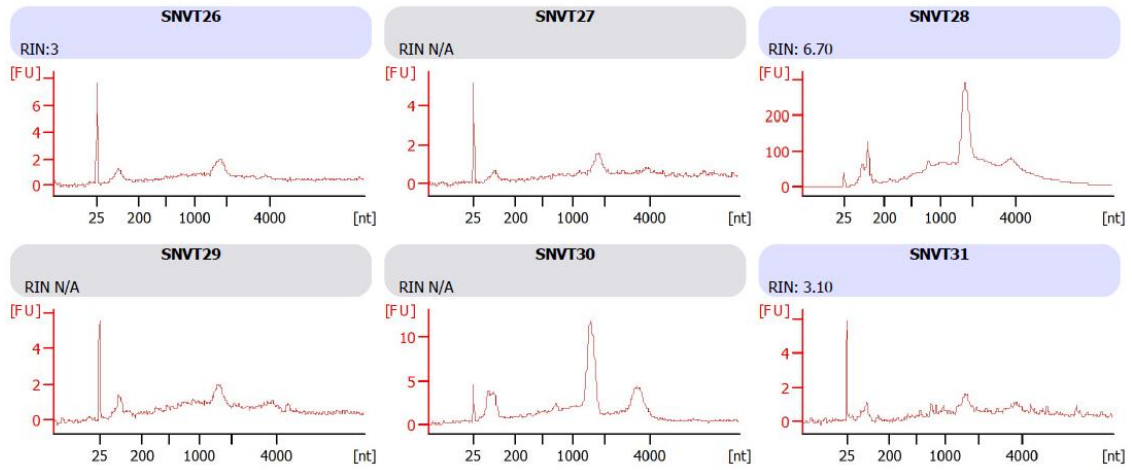 SNVT26
RIN:3
[FU]
6
4
2
0
25 200 1000 4000 [nt]
SNVT27
RIN N/A
[FU]
4
2
0
25 200 1000 4000 [nt]
SNVT28
RIN: 6.70
[FU]
200
100
0
25 200 1000 4000 [nt]
SNVT29
RIN N/A
[FU]
4
2
0
25 200 1000 4000 [nt]
SNVT30
RIN N/A
[FU]
10
5
0
25 200 1000 4000 [nt]
SNVT31
RIN: 3.10
[FU]
4
2
0
25 200 1000 4000 [nt]